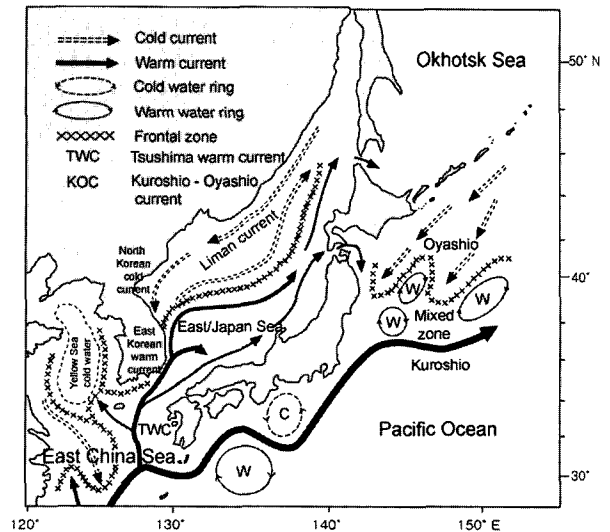 Cold current
Warm current
Cold water ring
Warm water ring
Frontal zone
TWC Tsushima warm current
KOC Kuroshio - Oyashio
current
Okhotsk Sea
50° N
Liman current
North
Korean
cold
current
Oyashio
40°
W
W
W
Mixed
zone
East/Japan Sea
East
Korean
warm
current
Yellow Sea
cold water
Kuroshio
C
TWC
Pacific Ocean
East China Sea
W
30°
120°
130°
140°
150° E